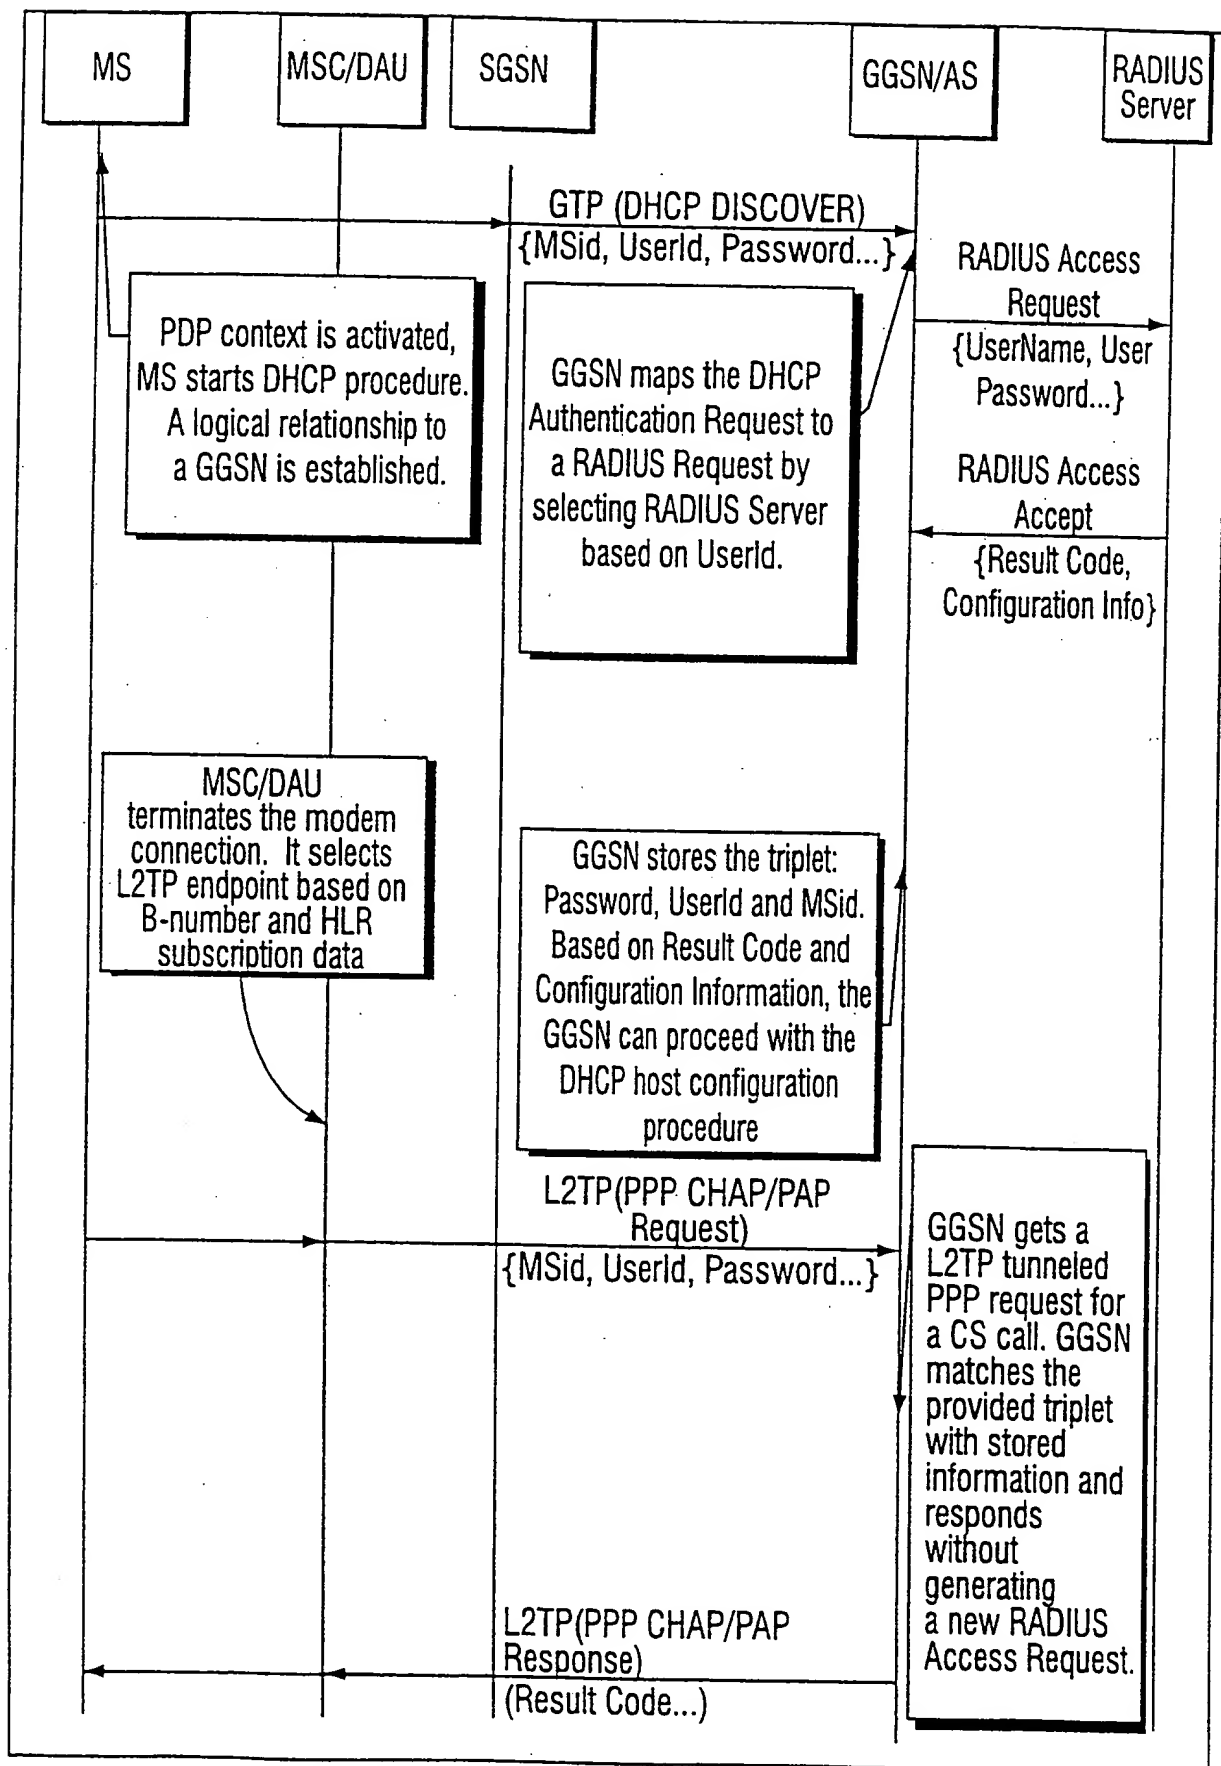 MS
MSC/DAU
SGSN
GGSN/AS
RADIUS
Server
GTP (DHCP DISCOVER)
{MSid, UserId, Password...}
RADIUS Access
Request
{UserName, User
Password...}
PDP context is activated,
MS starts DHCP procedure.
A logical relationship to
a GGSN is established.
GGSN maps the DHCP
Authentication Request to
a RADIUS Request by
selecting RADIUS Server
based on UserId.
RADIUS Access
Accept
{Result Code,
Configuration Info}
MSC/DAU
terminates the modem
connection. It selects
L2TP endpoint based on
B-number and HLR
subscription data
GGSN stores the triplet:
Password, UserId and MSid.
Based on Result Code and
Configuration Information, the
GGSN can proceed with the
DHCP host configuration
procedure
L2TP(PPP CHAP/PAP
Request)
{MSid, UserId, Password...}
GGSN gets a
L2TP tunneled
PPP request for
a CS call. GGSN
matches the
provided triplet
with stored
information and
responds
without
generating
a new RADIUS
Access Request.
L2TP(PPP CHAP/PAP
Response)
(Result Code...)